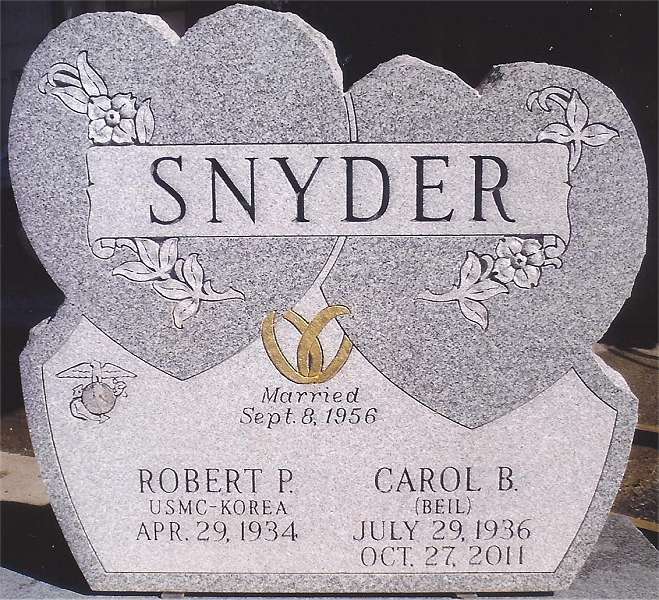 SNYDER
Married
Sept. 8, 1956
ROBERT P.
USMC-KOREA
APR. 29, 1934
CAROL B.
(BEIL)
JULY 29, 1936
OCT. 27, 2011